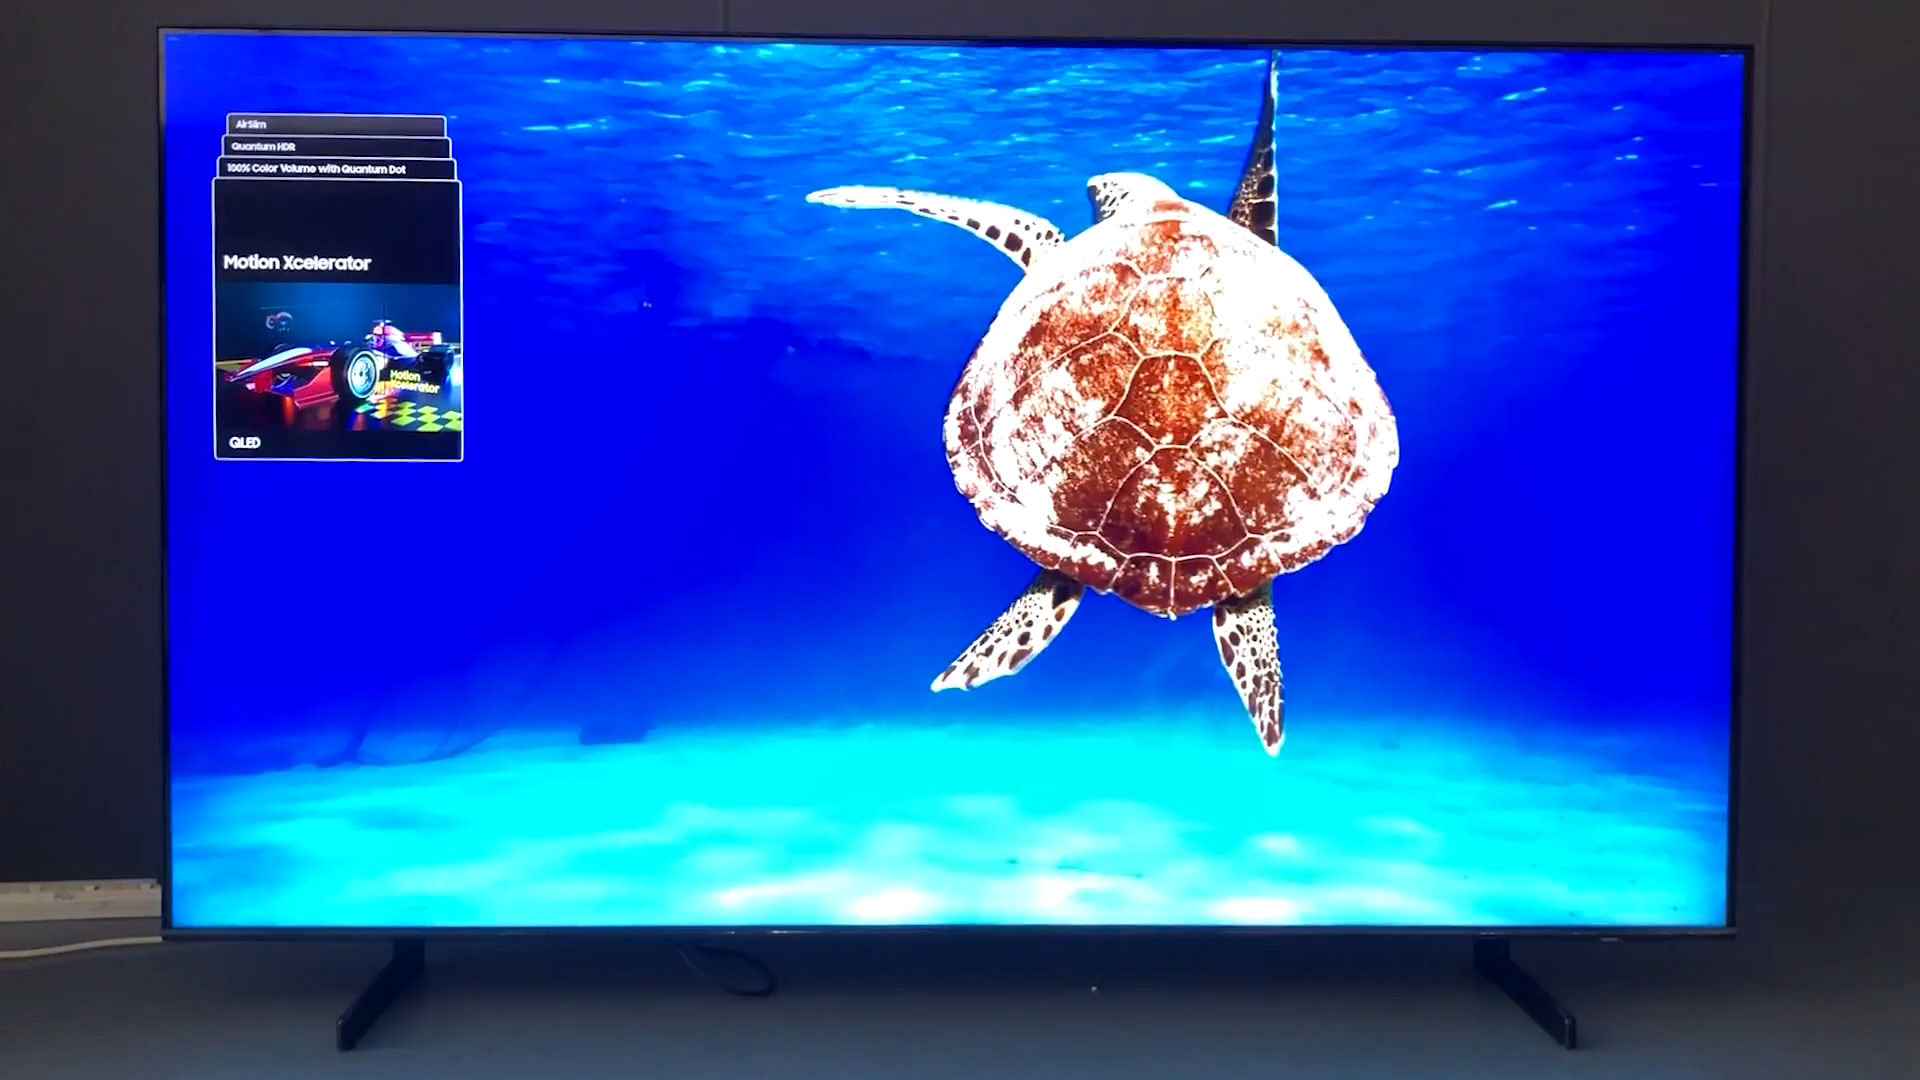 AirSlim
Quantum HDR
100% Color Volume with Quantum Dot
Motion Xcelerator
Motion
Xcelerator
QLED